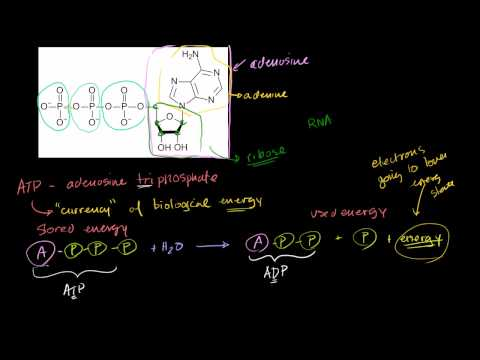 NH₂
N
N
N
N
O
O
O
⁻O-P-O-P-O-P-O
O⁻
O⁻
O⁻
O
OH OH
adenosine
adenine
RNA
ribose
electrons
going to lower
energy
state
ATP - adenosine triphosphate
"currency" of biological energy
stored energy
used energy
A - P - P - P + H₂O → A - P - P + P + energy
ATP
ADP